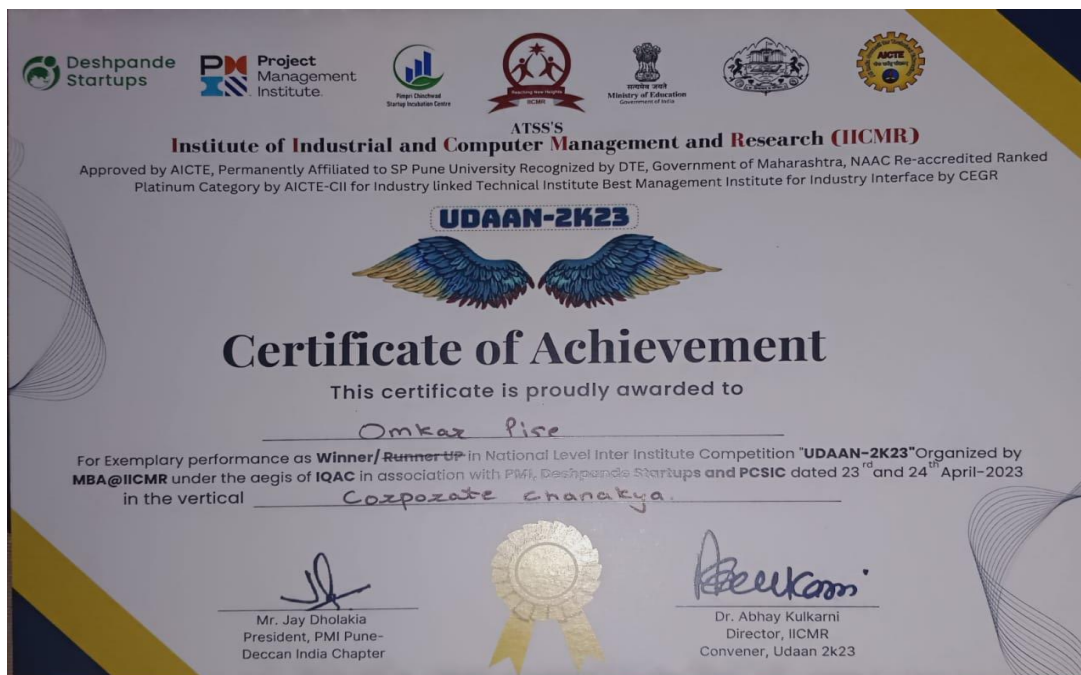 Deshpande
Startups
Project
Management
Institute.
Pimpri Chinchwad
Startup Incubation Centre
Reaching New Heights
IICMR
सत्यमेव जयते
Ministry of Education
Government of India
AICTE
ATSS'S
Institute of Industrial and Computer Management and Research (IICMR)
Approved by AICTE, Permanently Affiliated to SP Pune University Recognized by DTE, Government of Maharashtra, NAAC Re-accredited Ranked
Platinum Category by AICTE-CII for Industry linked Technical Institute Best Management Institute for Industry Interface by CEGR
UDAAN-2K23
Certificate of Achievement
This certificate is proudly awarded to
Omkar Pise
For Exemplary performance as Winner/ Runner UP in National Level Inter Institute Competition "UDAAN-2K23"Organized by
MBA@IICMR under the aegis of IQAC in association with PMI, Deshpande Startups and PCSIC dated 23rd and 24th April-2023
in the vertical Corporate Chanakya.
Mr. Jay Dholakia
President, PMI Pune-
Deccan India Chapter
Dr. Abhay Kulkarni
Director, IICMR
Convener, Udaan 2k23